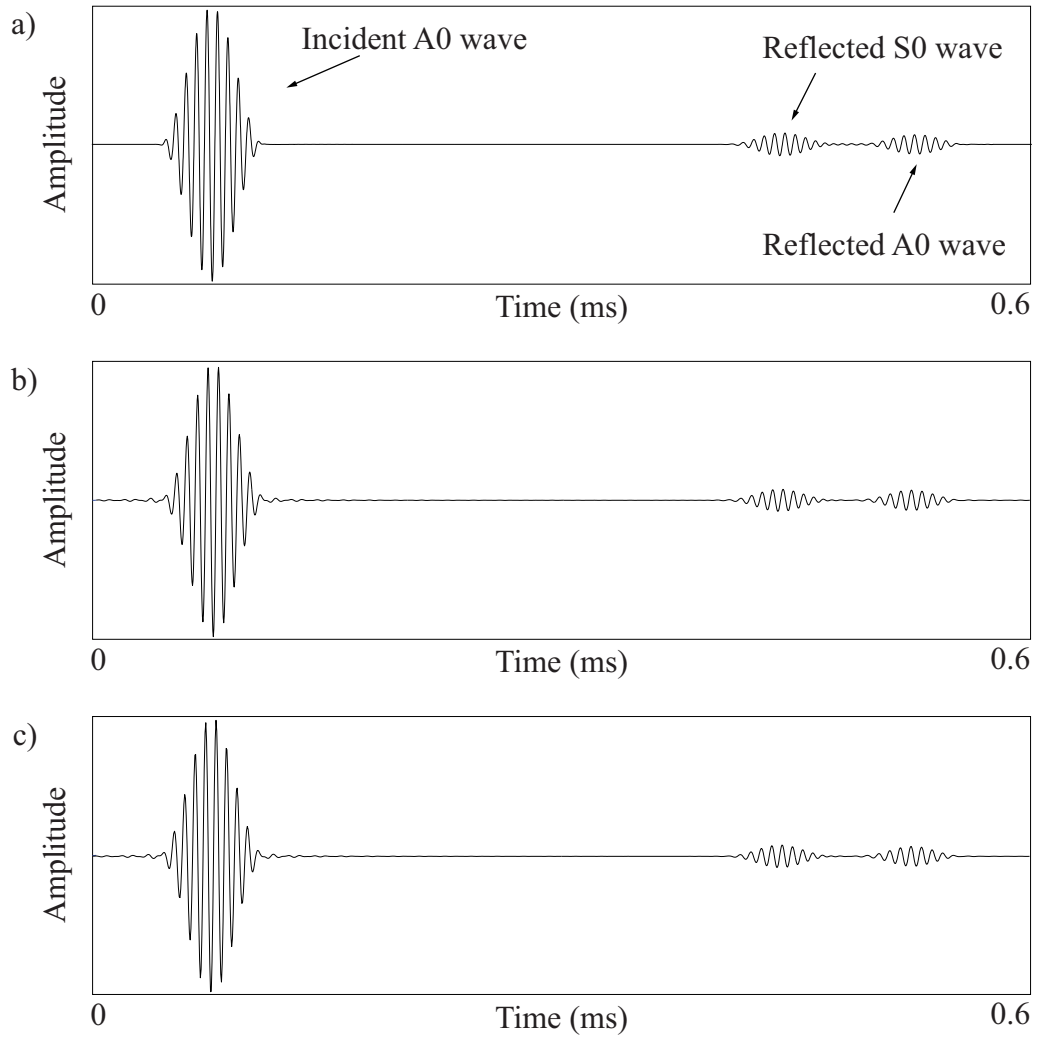 a)
Incident A0 wave
Reflected S0 wave
Reflected A0 wave
Amplitude
0
Time (ms)
0.6
b)
Amplitude
0
Time (ms)
0.6
c)
Amplitude
0
Time (ms)
0.6